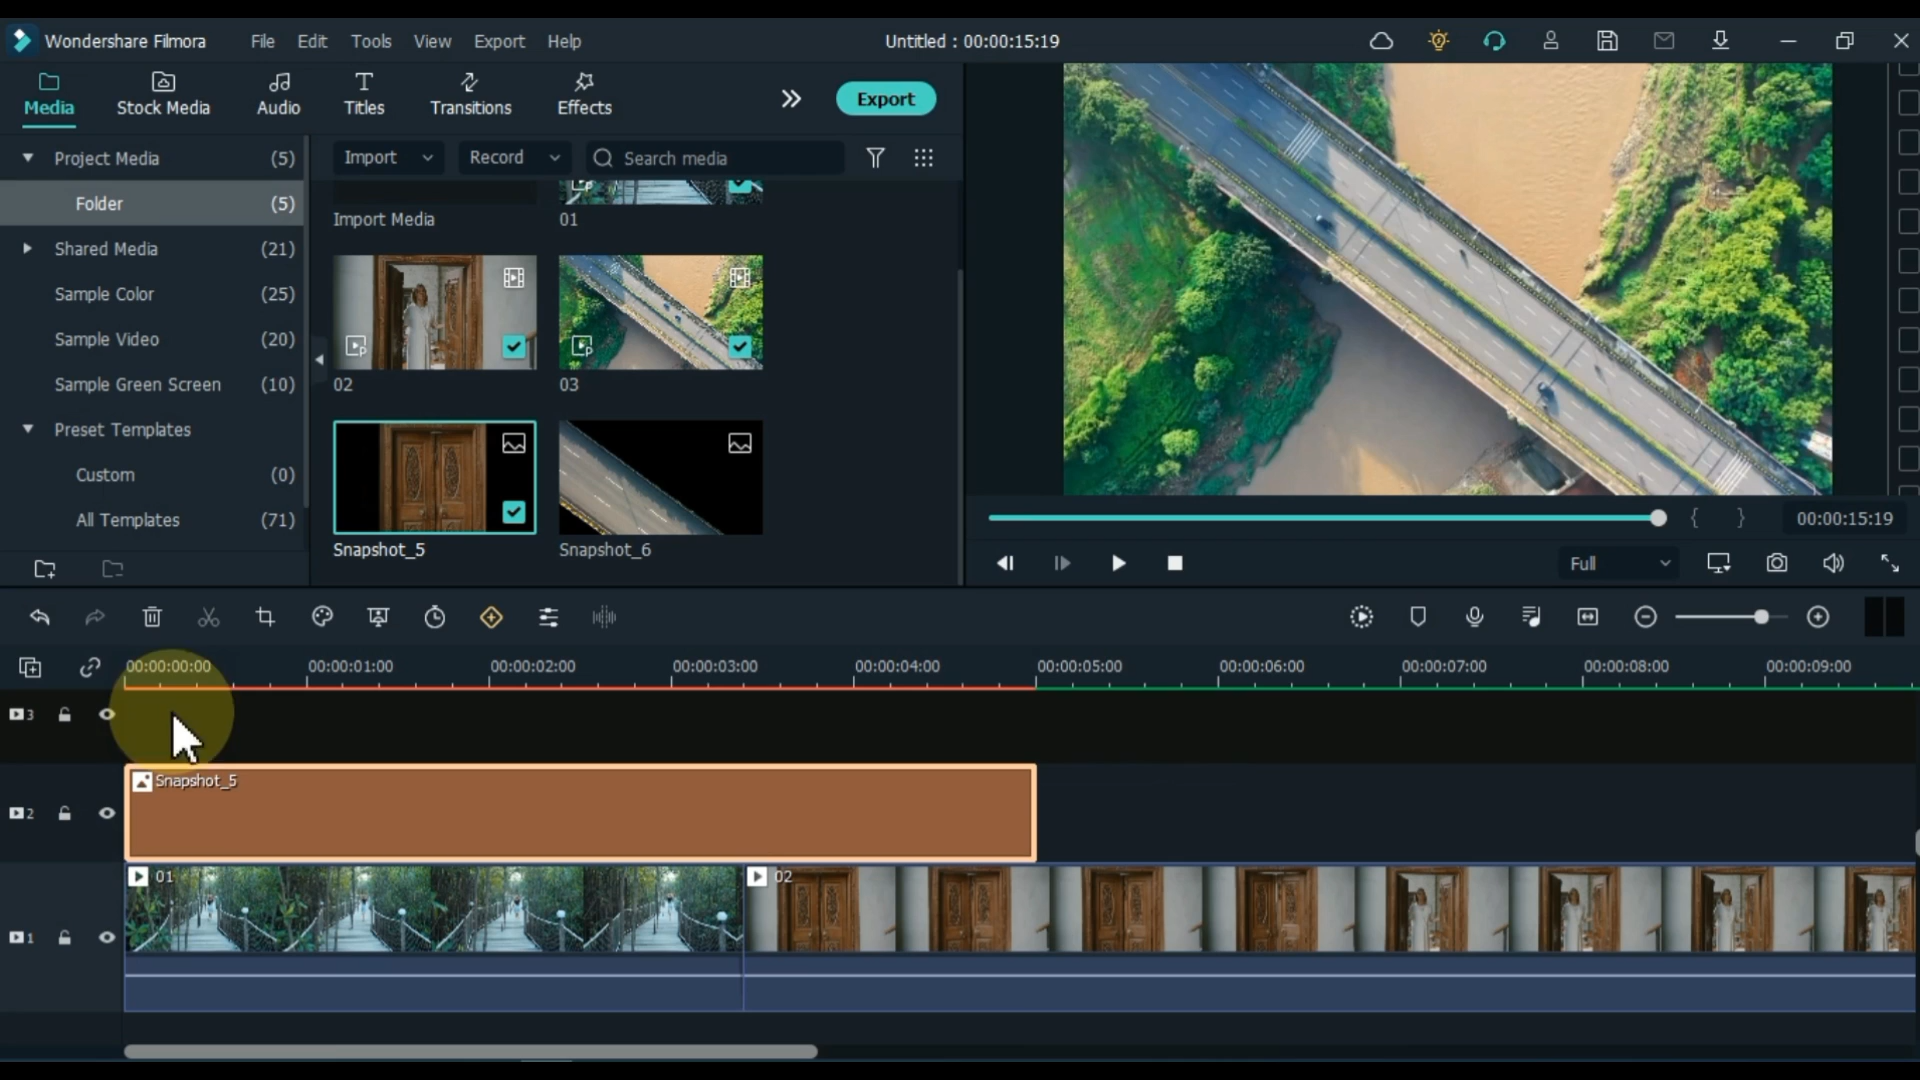 Wondershare Filmora File Edit Tools View Export Help Untitled : 00:00:15:19
Media Stock Media Audio Titles Transitions Effects Export
Project Media (5)
Folder (5)
Shared Media (21)
Sample Color (25)
Sample Video (20)
Sample Green Screen (10)
Preset Templates
Custom (0)
All Templates (71)
Import Record Search media
Import Media 01
02 03
Snapshot_5 Snapshot_6
{ } 00:00:15:19
Full
00:00:00:00 00:00:01:00 00:00:02:00 00:00:03:00 00:00:04:00 00:00:05:00 00:00:06:00 00:00:07:00 00:00:08:00 00:00:09:00
3
Snapshot_5
2
01 02
1